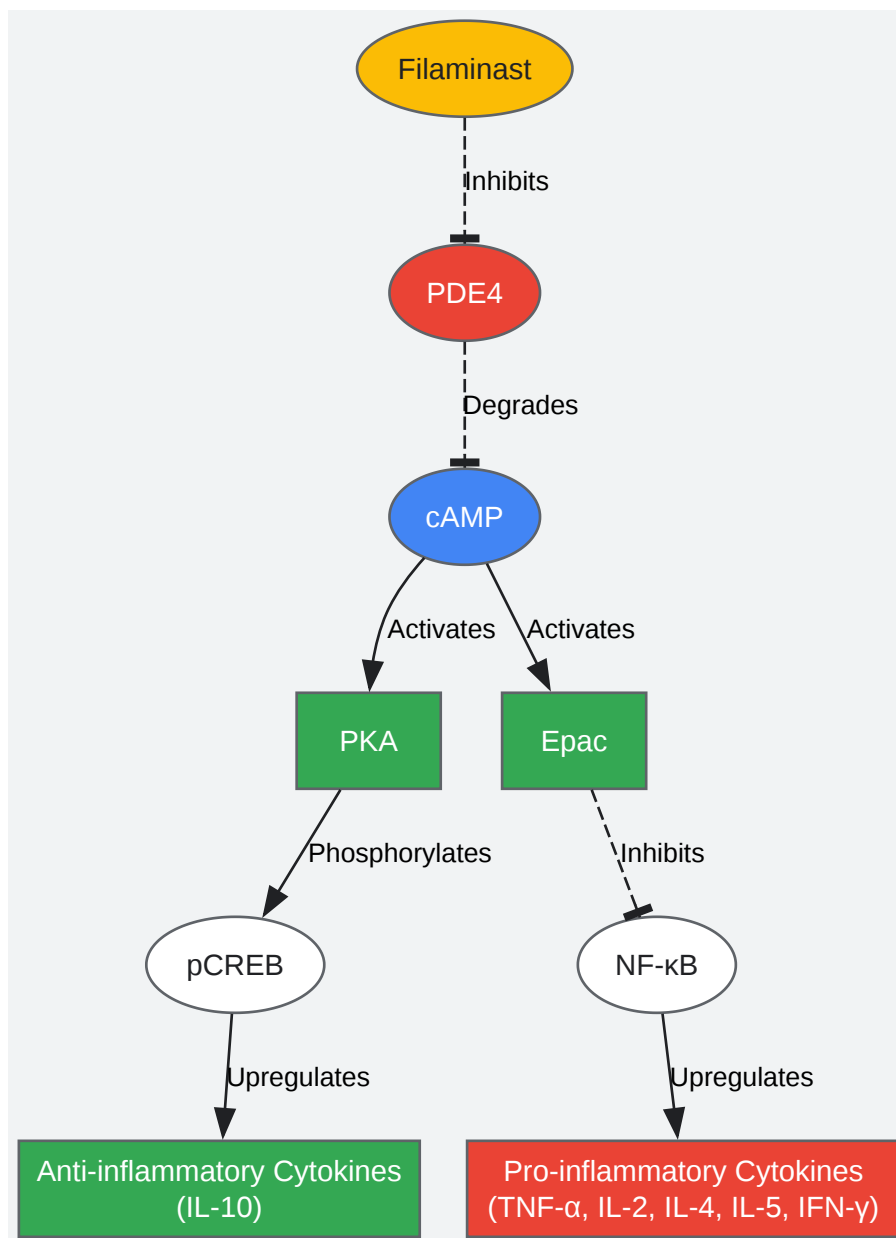 Filaminast
Inhibits
PDE4
Degrades
cAMP
Activates
Activates
PKA
Epac
Phosphorylates
Inhibits
pCREB
NF-κB
Upregulates
Upregulates
Anti-inflammatory Cytokines
(IL-10)
Pro-inflammatory Cytokines
(TNF-α, IL-2, IL-4, IL-5, IFN-γ)